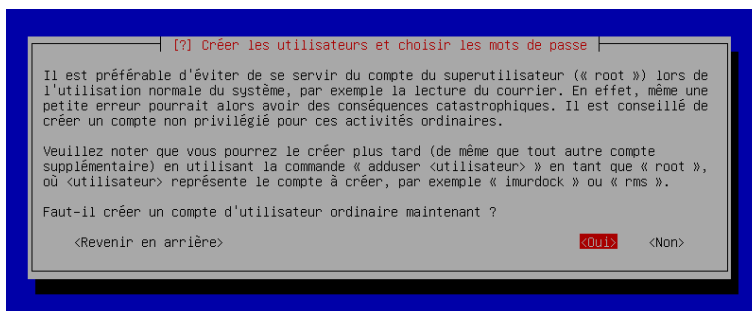 [?] Créer les utilisateurs et choisir les mots de passe
Il est préférable d'éviter de se servir du compte du superutilisateur (« root ») lors de
l'utilisation normale du système, par exemple la lecture du courrier. En effet, même une
petite erreur pourrait alors avoir des conséquences catastrophiques. Il est conseillé de
créer un compte non privilégié pour ces activités ordinaires.
Veuillez noter que vous pourrez le créer plus tard (de même que tout autre compte
supplémentaire) en utilisant la commande « adduser <utilisateur> » en tant que « root »,
où <utilisateur> représente le compte à créer, par exemple « imurdock » ou « rms ».
Faut-il créer un compte d'utilisateur ordinaire maintenant ?
<Revenir en arrière> <Oui> <Non>